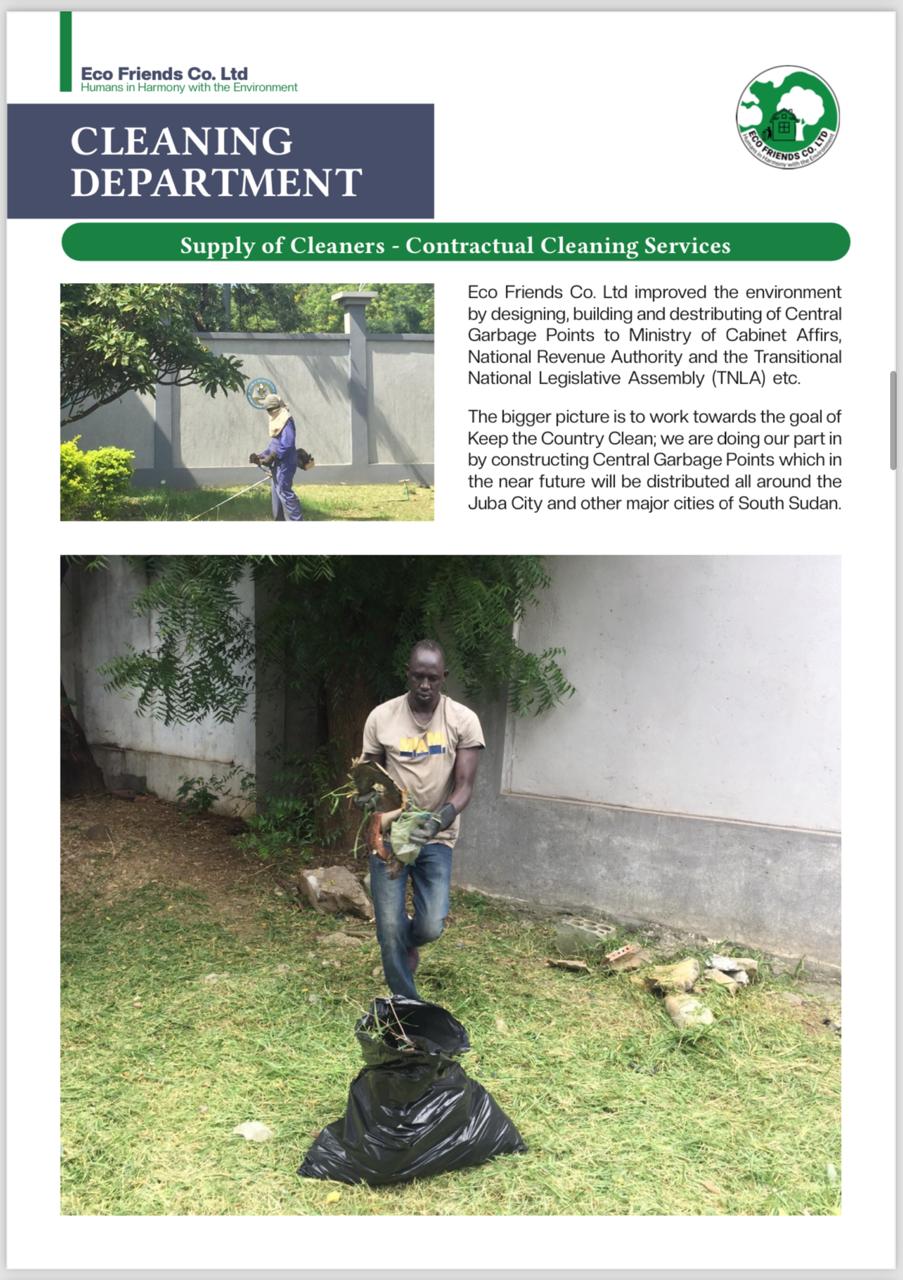 Eco Friends Co. Ltd
Humans in Harmony with the Environment
CLEANING
DEPARTMENT
ECO FRIENDS CO. LTD
Humans in Harmony with the Environment
Supply of Cleaners - Contractual Cleaning Services
Eco Friends Co. Ltd improved the environment
by designing, building and destributing of Central
Garbage Points to Ministry of Cabinet Affirs,
National Revenue Authority and the Transitional
National Legislative Assembly (TNLA) etc.
The bigger picture is to work towards the goal of
Keep the Country Clean; we are doing our part in
by constructing Central Garbage Points which in
the near future will be distributed all around the
Juba City and other major cities of South Sudan.
MIAMI